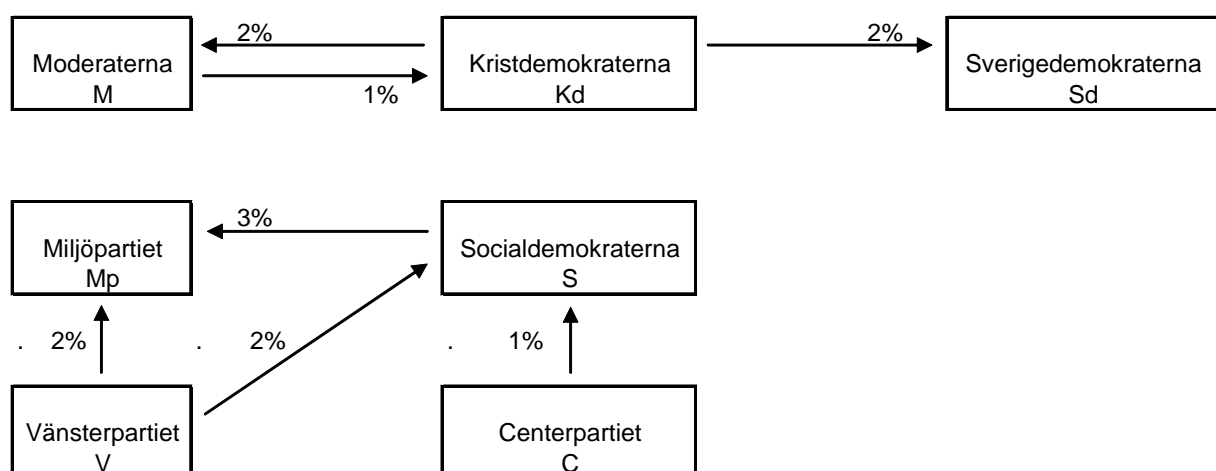 2% 2%
Moderaterna Kristdemokraterna Sverigedemokraterna
M 1% Kd Sd
3%
Miljöpartiet Socialdemokraterna
Mp S
. 2% . 2% . 1%
Vänsterpartiet Centerpartiet
V C